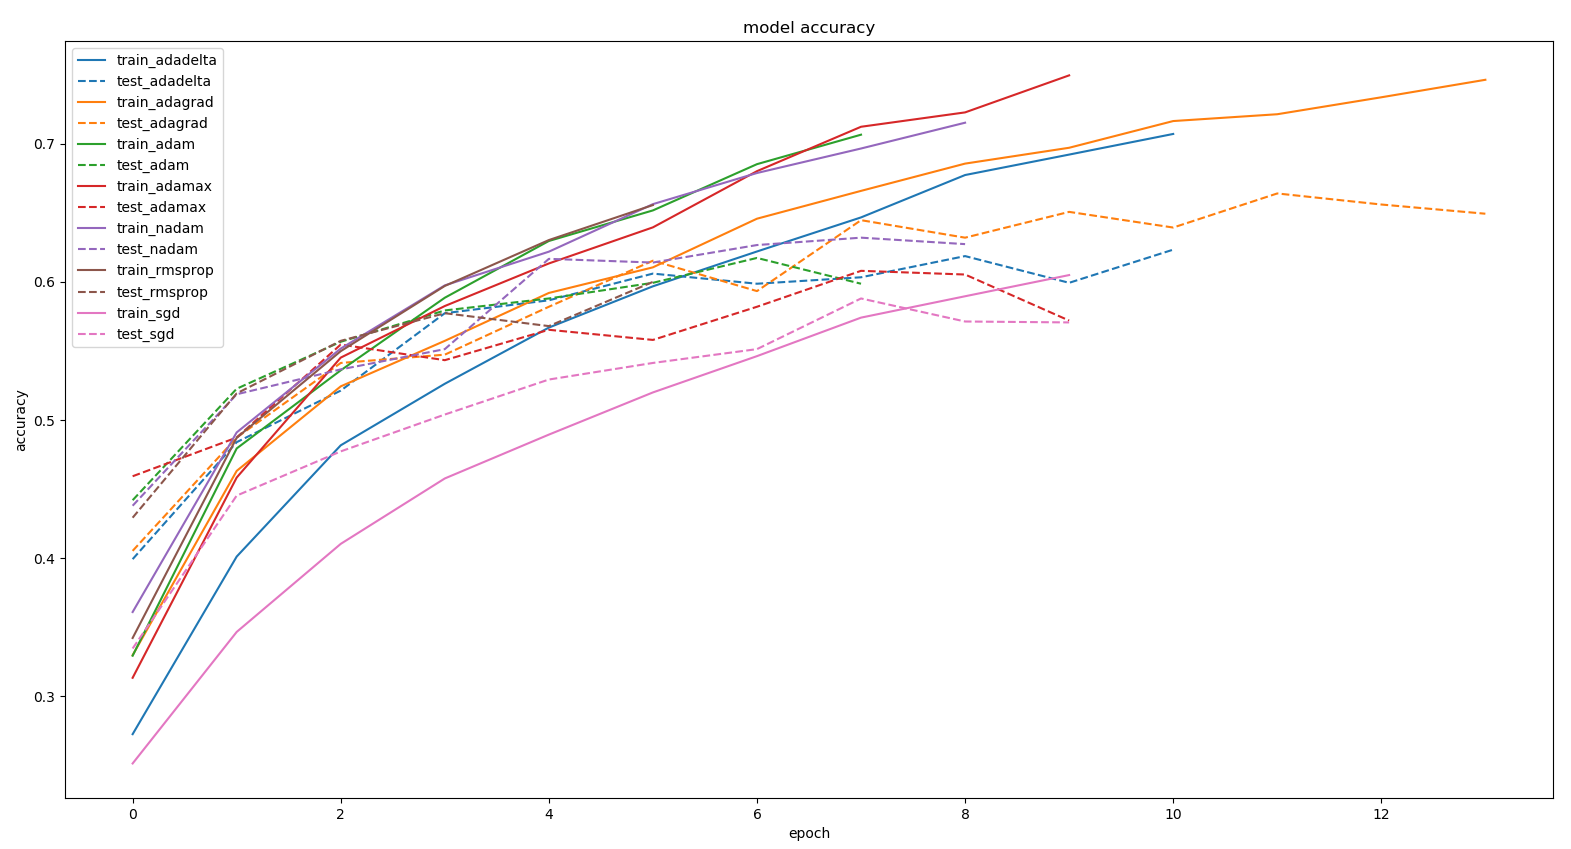 model accuracy
train_adadelta
test_adadelta
train_adagrad
test_adagrad
train_adam
test_adam
train_adamax
test_adamax
train_nadam
test_nadam
train_rmsprop
test_rmsprop
train_sgd
test_sgd
0.7
0.6
0.5
0.4
0.3
accuracy
0 2 4 6 8 10 12
epoch